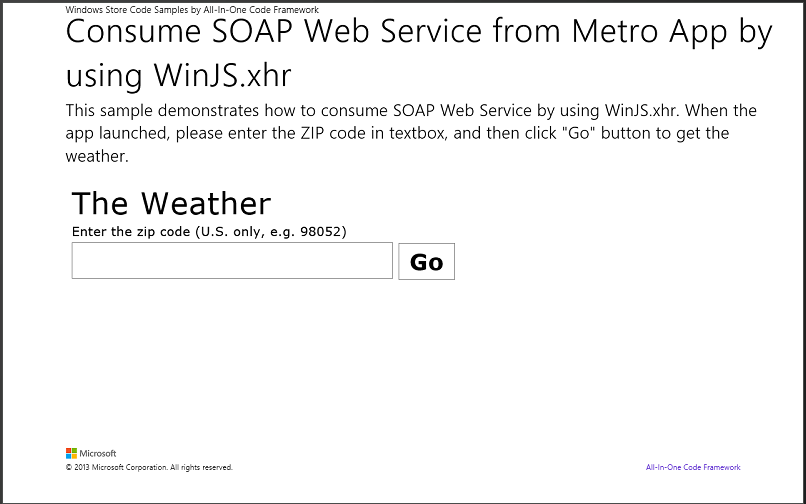 Windows Store Code Samples by All-In-One Code Framework
Consume SOAP Web Service from Metro App by
using WinJS.xhr
This sample demonstrates how to consume SOAP Web Service by using WinJS.xhr. When the
app launched, please enter the ZIP code in textbox, and then click "Go" button to get the
weather.
The Weather
Enter the zip code (U.S. only, e.g. 98052)
Go
Microsoft
© 2013 Microsoft Corporation. All rights reserved.
All-In-One Code Framework